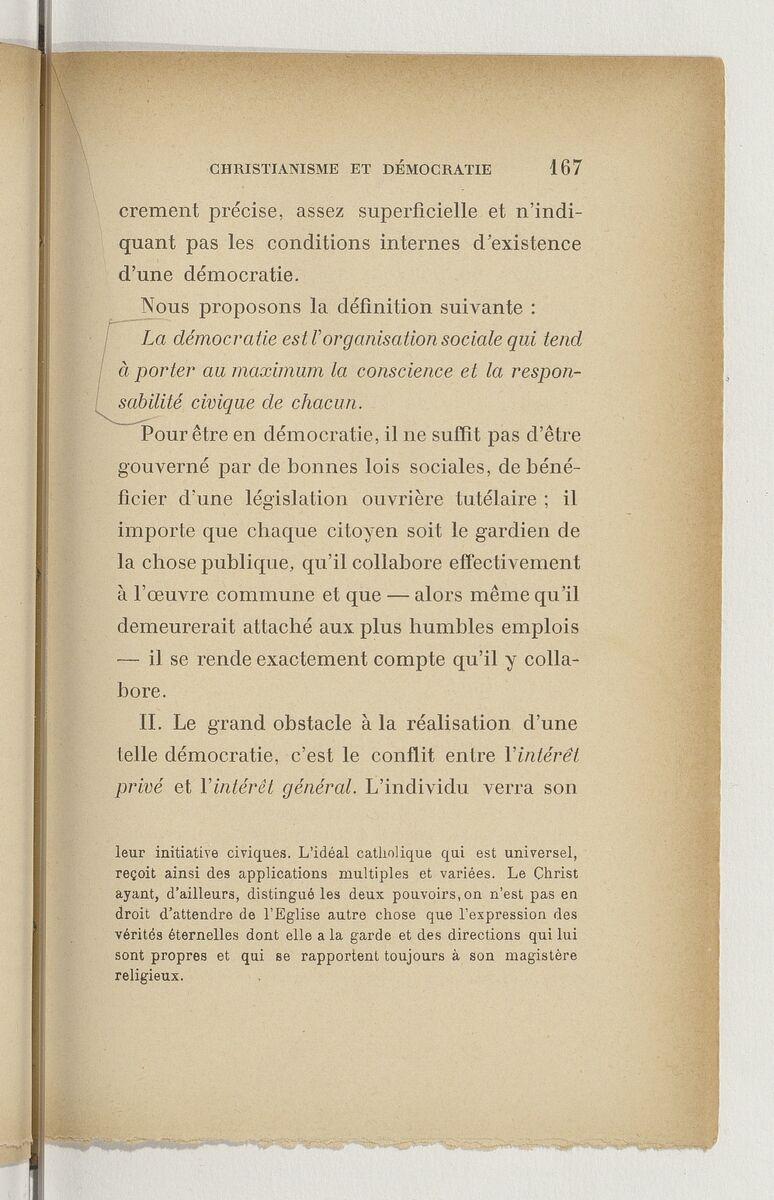 CHRISTIANISME ET DÉMOCRATIE 167
crement précise, assez superficielle et n'indi-
quant pas les conditions internes d'existence
d'une démocratie.
Nous proposons la définition suivante :
La démocratie est l'organisation sociale qui tend
à porter au maximum la conscience et la respon-
sabilité civique de chacun.
Pour être en démocratie, il ne suffit pas d'être
gouverné par de bonnes lois sociales, de béné-
ficier d'une législation ouvrière tutélaire ; il
importe que chaque citoyen soit le gardien de
la chose publique, qu'il collabore effectivement
à l'œuvre commune et que — alors même qu'il
demeurerait attaché aux plus humbles emplois
— il se rende exactement compte qu'il y colla-
bore.
II. Le grand obstacle à la réalisation d'une
telle démocratie, c'est le conflit entre l'intérêt
privé et l'intérêt général. L'individu verra son
leur initiative civiques. L'idéal catholique qui est universel,
reçoit ainsi des applications multiples et variées. Le Christ
ayant, d'ailleurs, distingué les deux pouvoirs, on n'est pas en
droit d'attendre de l'Eglise autre chose que l'expression des
vérités éternelles dont elle a la garde et des directions qui lui
sont propres et qui se rapportent toujours à son magistère
religieux.